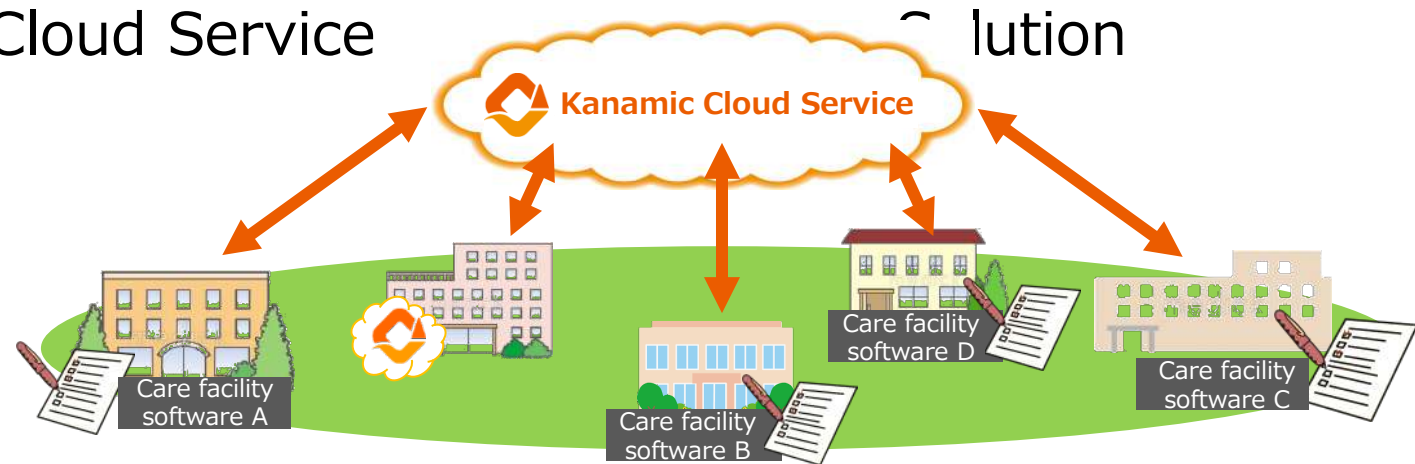 Cloud Service
lution
Kanamic Cloud Service
Care facility
software A
Care facility
software B
Care facility
software D
Care facility
software C